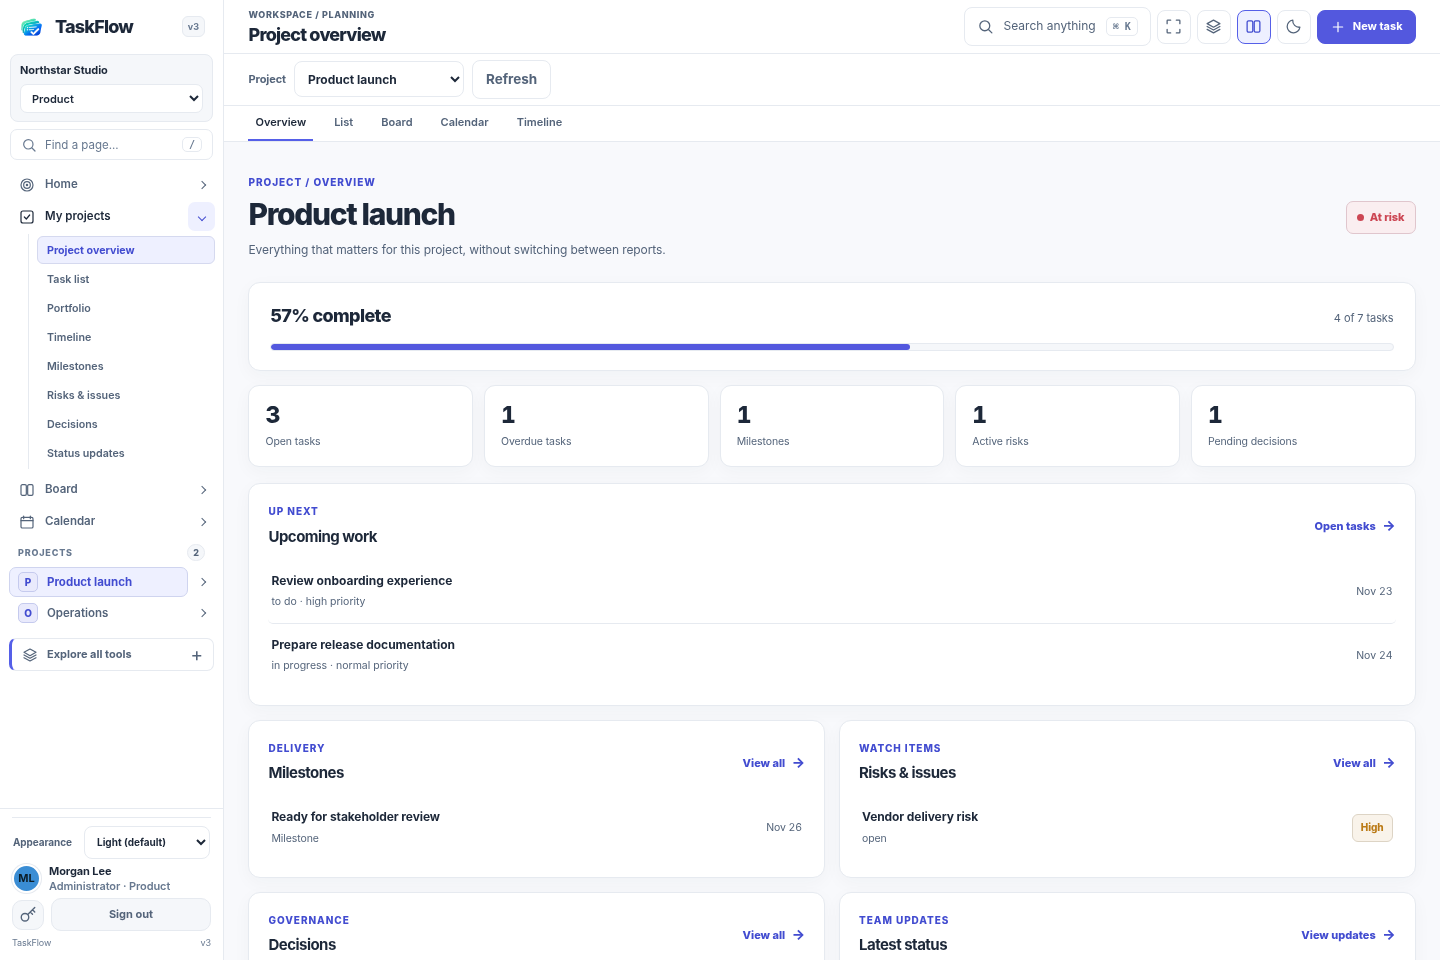 TaskFlow
v3
Northstar Studio
Product
Find a page...
/
Home
My projects
Project overview
Task list
Portfolio
Timeline
Milestones
Risks & issues
Decisions
Status updates
Board
Calendar
PROJECTS
2
P
Product launch
O
Operations
Explore all tools
+
Appearance
Light (default)
ML
Morgan Lee
Administrator · Product
Sign out
TaskFlow
v3
WORKSPACE / PLANNING
Project overview
Search anything
⌘ K
New task
Project
Product launch
Refresh
Overview
List
Board
Calendar
Timeline
PROJECT / OVERVIEW
Product launch
Everything that matters for this project, without switching between reports.
At risk
57% complete
4 of 7 tasks
3
Open tasks
1
Overdue tasks
1
Milestones
1
Active risks
1
Pending decisions
UP NEXT
Upcoming work
Open tasks
Review onboarding experience
to do · high priority
Nov 23
Prepare release documentation
in progress · normal priority
Nov 24
DELIVERY
Milestones
View all
Ready for stakeholder review
Milestone
Nov 26
WATCH ITEMS
Risks & issues
View all
Vendor delivery risk
open
High
GOVERNANCE
Decisions
View all
TEAM UPDATES
Latest status
View updates